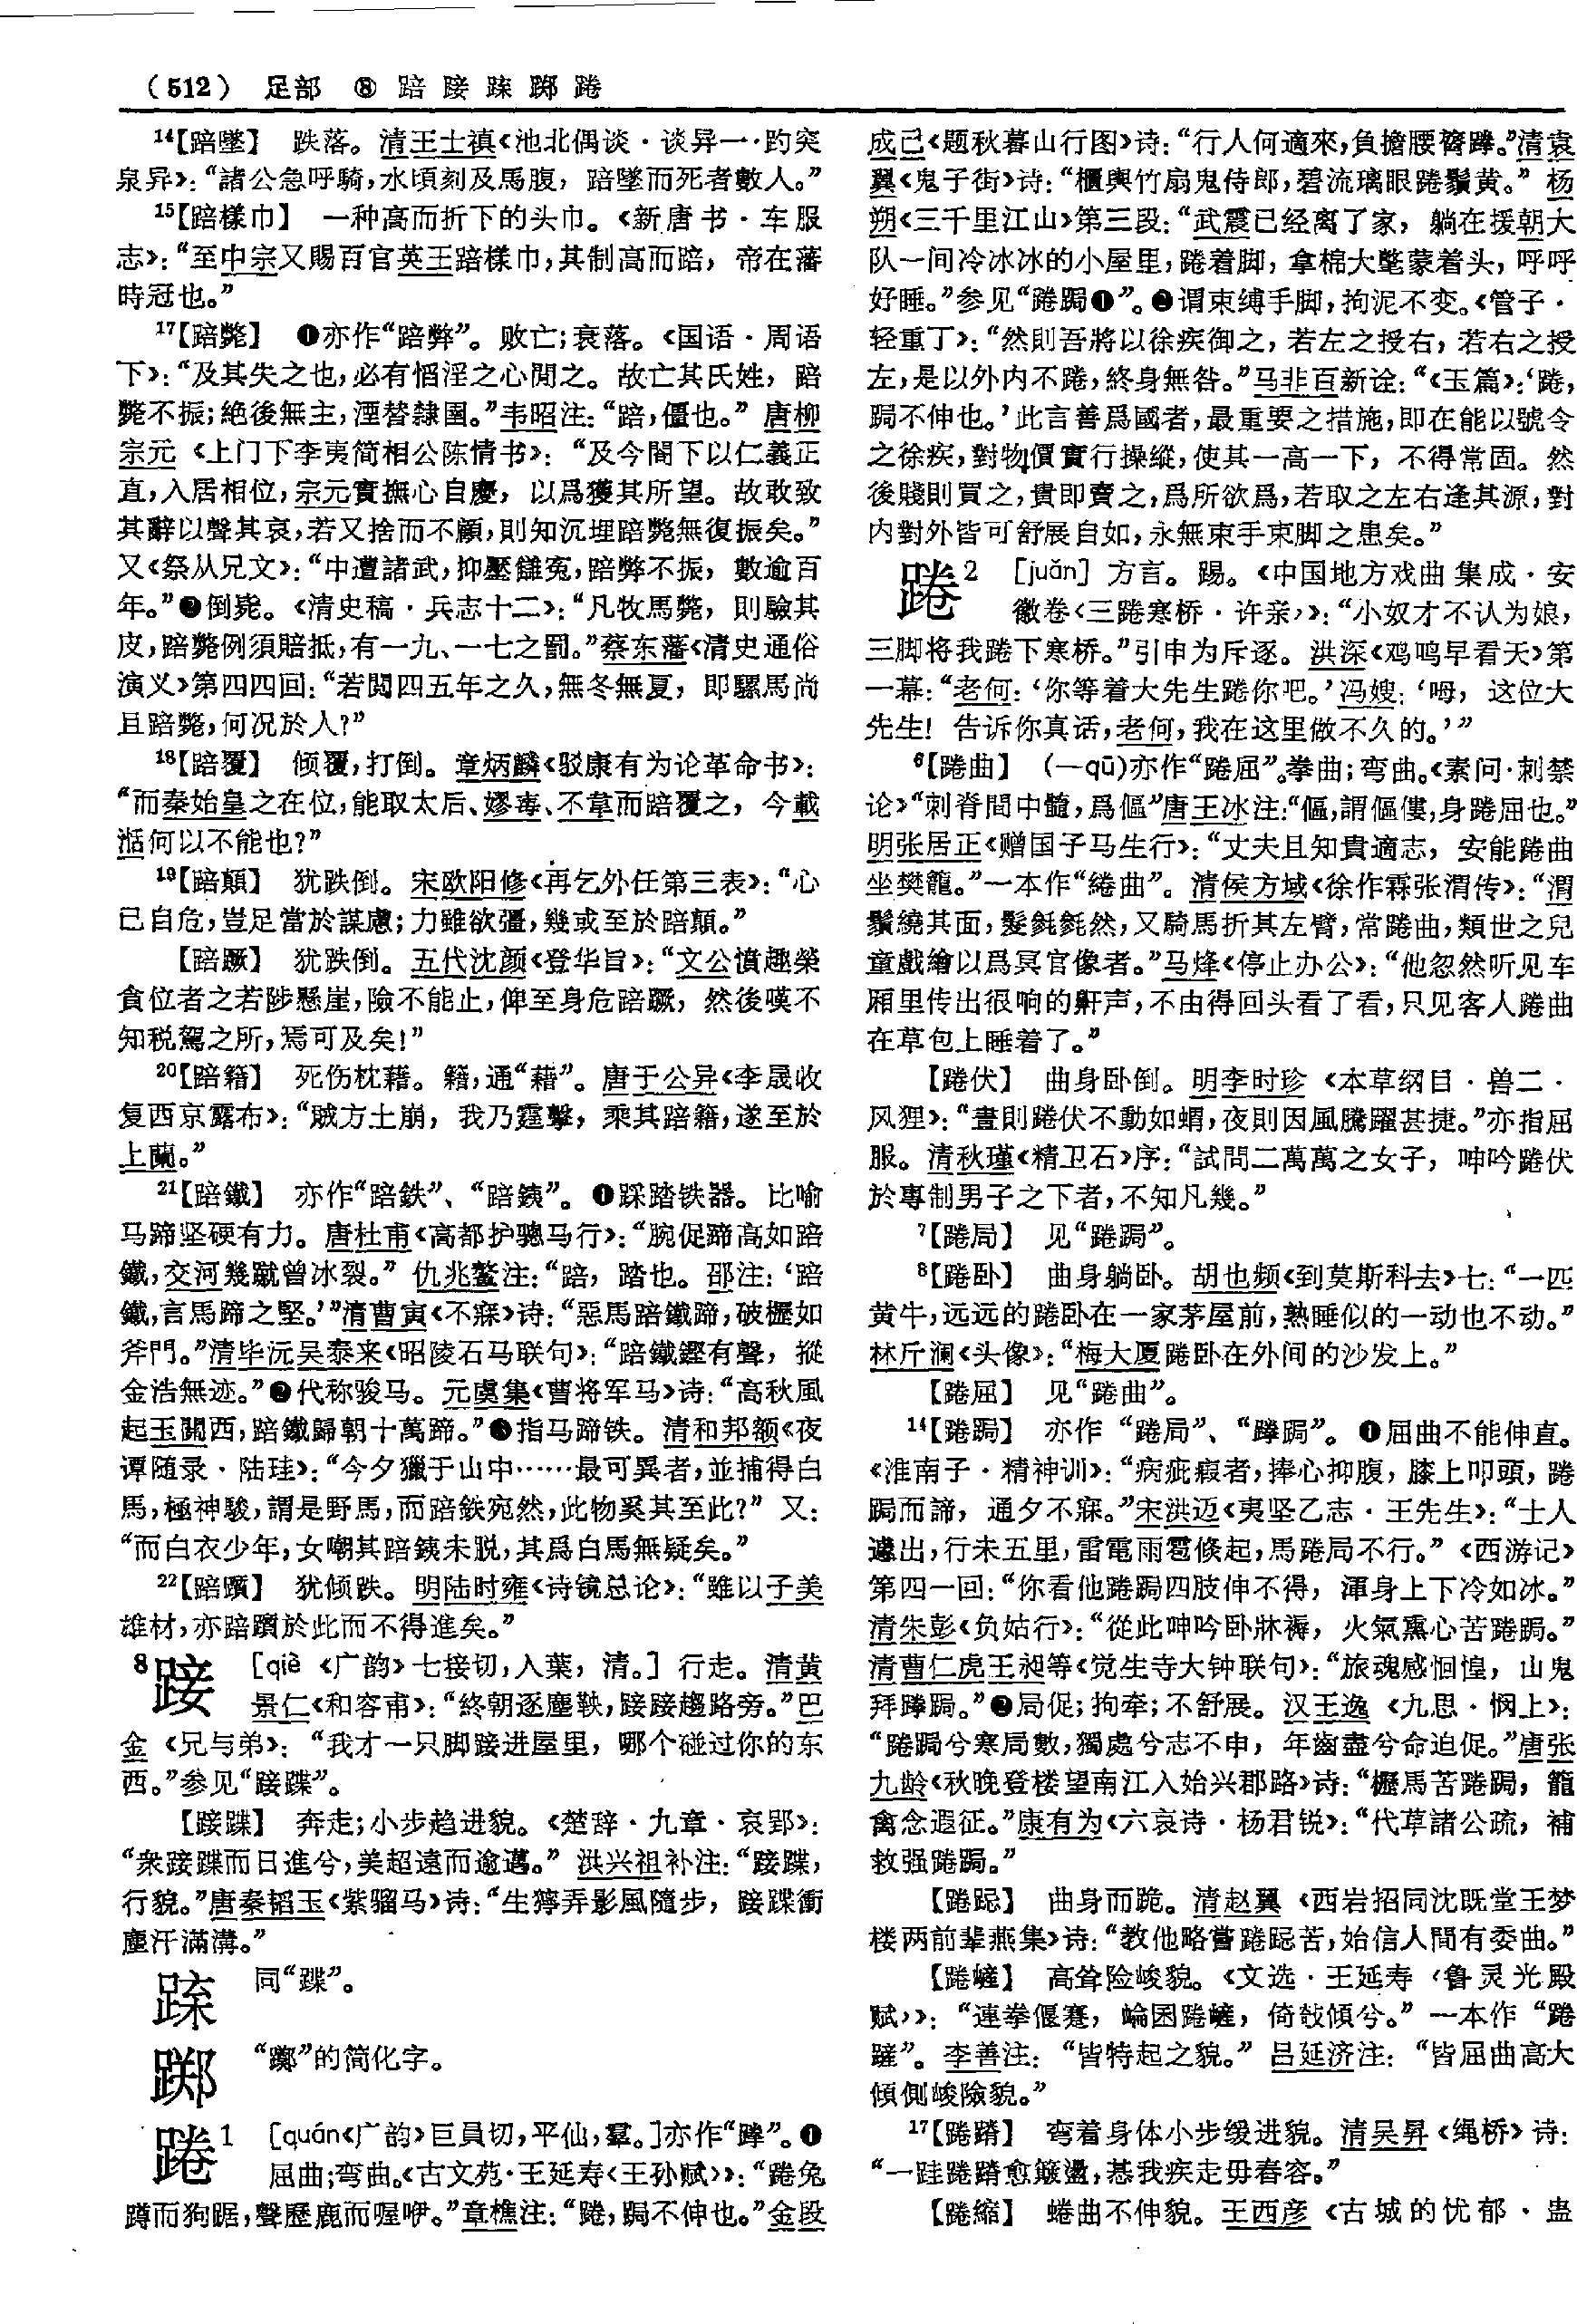 （512） 足部 ⑧ 踣 踥 𨂁 踯 踡
¹⁴【踣墜】 跌落。清王士禛《池北偶谈·谈异一·趵突
泉异》：“諸公急呼騎，水頃刻及馬腹，踣墜而死者數人。”
¹⁵【踣樣巾】 一种高而折下的头巾。《新唐书·车服
志》：“至中宗又賜百官英王踣樣巾，其制高而踣，帝在藩
時冠也。”
¹⁷【踣斃】 ❶亦作“踣弊”。败亡；衰落。《国语·周语
下》：“及其失之也，必有慆淫之心閒之。故亡其氏姓，踣
斃不振；絶後無主，湮替隸圉。”韦昭注：“踣，僵也。”唐柳
宗元《上门下李夷简相公陈情书》：“及今閤下以仁義正
直，入居相位，宗元實撫心自慶，以爲獲其所望。故敢致
其辭以聲其哀，若又捨而不顧，則知沉埋踣斃無復振矣。”
又《祭从兄文》：“中遭諸武，抑壓讎冤，踣弊不振，數逾百
年。”❷倒毙。《清史稿·兵志十二》：“凡牧馬斃，則驗其
皮，踣斃例須賠抵，有一九、一七之罰。”蔡东藩《清史通俗
演义》第四四回：“若閲四五年之久，無冬無夏，即騾馬尚
且踣斃，何况於人？”
¹⁸【踣覆】 倾覆，打倒。章炳麟《驳康有为论革命书》：
“而秦始皇之在位，能取太后、嫪毐、不韋而踣覆之，今載
湉何以不能也？”
¹⁹【踣顛】 犹跌倒。宋欧阳修《再乞外任第三表》：“心
已自危，豈足當於謀慮；力雖欲彊，幾或至於踣顛。”
【踣蹶】 犹跌倒。五代沈颜《登华旨》：“文公憤趣榮
貪位者之若陟懸崖，險不能止，俾至身危踣蹶，然後嘆不
知税駕之所，焉可及矣！”
²⁰【踣籍】 死伤枕藉。籍，通“藉”。唐于公异《李晟收
复西京露布》：“賊方土崩，我乃霆擊，乘其踣籍，遂至於
上蘭。”
²¹【踣鐵】 亦作“踣鉄”、“踣銕”。❶踩踏铁器。比喻
马蹄坚硬有力。唐杜甫《高都护骢马行》：“腕促蹄高如踣
鐵，交河幾蹴曾冰裂。”仇兆鳌注：“踣，踏也。邵注：‘踣
鐵，言馬蹄之堅。’”清曹寅《不寐》诗：“惡馬踣鐵蹄，破櫪如
斧門。”清毕沅吴泰来《昭陵石马联句》：“踣鐵鏗有聲，摐
金浩無迹。”❷代称骏马。元虞集《曹将军马》诗：“高秋風
起玉關西，踣鐵歸朝十萬蹄。”❸指马蹄铁。清和邦额《夜
谭随录·陆珪》：“今夕獵于山中……最可異者，並捕得白
馬，極神駿，謂是野馬，而踣鉄宛然，此物奚其至此？”又：
“而白衣少年，女嘲其踣銕未脱，其爲白馬無疑矣。”
²²【踣躓】 犹倾跌。明陆时雍《诗镜总论》：“雖以子美
雄材，亦踣躓於此而不得進矣。”
⁸踥 [qiè 《广韵》七接切，入葉，清。]行走。清黄
景仁《和容甫》：“終朝逐塵鞅，踥踥趨路旁。”巴
金《兄与弟》：“我才一只脚踥进屋里，哪个碰过你的东
西。”参见“踥蹀”。
【踥蹀】 奔走；小步趋进貌。《楚辞·九章·哀郢》：
“衆踥蹀而日進兮，美超遠而逾邁。”洪兴祖补注：“踥蹀，
行貌。”唐秦韬玉《紫骝马》诗：“生獰弄影風隨步，踥蹀衝
塵汗滿溝。”
𨂁 同“蹀”。
踯 “躑”的简化字。
踡1 [quán《广韵》巨員切，平仙，羣。]亦作“蹱”。❶
屈曲；弯曲。《古文苑·王延寿〈王孙赋〉》：“踡兔
蹲而狗踞，聲歷鹿而喔咿。”章樵注：“踡，跼不伸也。”金段
成己《题秋暮山行图》诗：“行人何適來，負擔腰脊踡。”清袁
翼《鬼子街》诗：“櫃與竹扇鬼侍郎，碧流璃眼踡鬚黄。”杨
朔《三千里江山》第三段：“武震已经离了家，躺在援朝大
队一间冷冰冰的小屋里，踡着脚，拿棉大氅蒙着头，呼呼
好睡。”参见“踡跼❶”。❷谓束缚手脚，拘泥不变。《管子·
轻重丁》：“然則吾將以徐疾御之，若左之授右，若右之授
左，是以外内不踡，終身無咎。”马非百新诠：“《玉篇》：‘踡，
跼不伸也。’此言善爲國者，最重要之措施，即在能以號令
之徐疾，對物價實行操縱，使其一高一下，不得常固。然
後賤則買之，貴即賣之，爲所欲爲，若取之左右逢其源，對
内對外皆可舒展自如，永無束手束脚之患矣。”
踡2 [juǎn] 方言。踢。《中国地方戏曲集成·安
徽卷〈三踡寒桥·许亲〉》：“小奴才不认为娘，
三脚将我踡下寒桥。”引申为斥逐。洪深《鸡鸣早看天》第
一幕：“老何：‘你等着大先生踡你吧。’冯嫂：‘呣，这位大
先生！告诉你真话，老何，我在这里做不久的。’”
⁶【踡曲】 (—qū)亦作“踡屈”。拳曲；弯曲。《素问·刺禁
论》“刺脊間中髓，爲傴”唐王冰注：“傴，謂傴僂，身踡屈也。”
明张居正《赠国子马生行》：“丈夫且知貴適志，安能踡曲
坐樊籠。”一本作“綣曲”。清侯方域《徐作霖张渭传》：“渭
鬚繞其面，髮毿毿然，又騎馬折其左臂，常踡曲，類世之兒
童戲繪以爲冥官像者。”马烽《停止办公》：“他忽然听见车
厢里传出很响的鼾声，不由得回头看了看，只见客人踡曲
在草包上睡着了。”
【踡伏】 曲身卧倒。明李时珍《本草纲目·兽二·
风狸》：“晝則踡伏不動如蝟，夜則因風騰躍甚捷。”亦指屈
服。清秋瑾《精卫石》序：“試問二萬萬之女子，呻吟踡伏
於專制男子之下者，不知凡幾。”
⁷【踡局】 见“踡跼”。
⁸【踡卧】 曲身躺卧。胡也频《到莫斯科去》七：“一匹
黄牛，远远的踡卧在一家茅屋前，熟睡似的一动也不动。”
林斤澜《头像》：“梅大厦踡卧在外间的沙发上。”
【踡屈】 见“踡曲”。
¹⁴【踡跼】 亦作“踡局”、“蹱跼”。❶屈曲不能伸直。
《淮南子·精神训》：“病疵瘕者，捧心抑腹，膝上叩頭，踡
跼而諦，通夕不寐。”宋洪迈《夷坚乙志·王先生》：“士人
遽出，行未五里，雷電雨雹倏起，馬踡局不行。”《西游记》
第四一回：“你看他踡跼四肢伸不得，渾身上下冷如冰。”
清朱彭《负姑行》：“從此呻吟卧牀褥，火氣熏心苦踡跼。”
清曹仁虎王昶等《觉生寺大钟联句》：“旅魂感恛惶，山鬼
拜蹱跼。”❷局促；拘牵；不舒展。汉王逸《九思·悯上》：
“踡跼兮寒局數，獨處兮志不申，年齒盡兮命迫促。”唐张
九龄《秋晚登楼望南江入始兴郡路》诗：“櫪馬苦踡跼，籠
禽念遐征。”康有为《六哀诗·杨君锐》：“代草諸公疏，補
救强踡跼。”
【踡跽】 曲身而跪。清赵翼《西岩招同沈既堂王梦
楼两前辈燕集》诗：“教他略嘗踡跽苦，始信人間有委曲。”
【踡嵼】 高耸险峻貌。《文选·王延寿〈鲁灵光殿
赋〉》：“連拳偃蹇，崘囷踡嵼，倚攲傾兮。”一本作“踡
𨇤”。李善注：“皆特起之貌。”吕延济注：“皆屈曲高大
傾側峻險貌。”
¹⁷【踡蹐】 弯着身体小步缓进貌。清吴昇《绳桥》诗：
“一跬踡蹐愈簸盪，惎我疾走毋舂容。”
【踡縮】 蜷曲不伸貌。王西彦《古城的忧郁·蛊